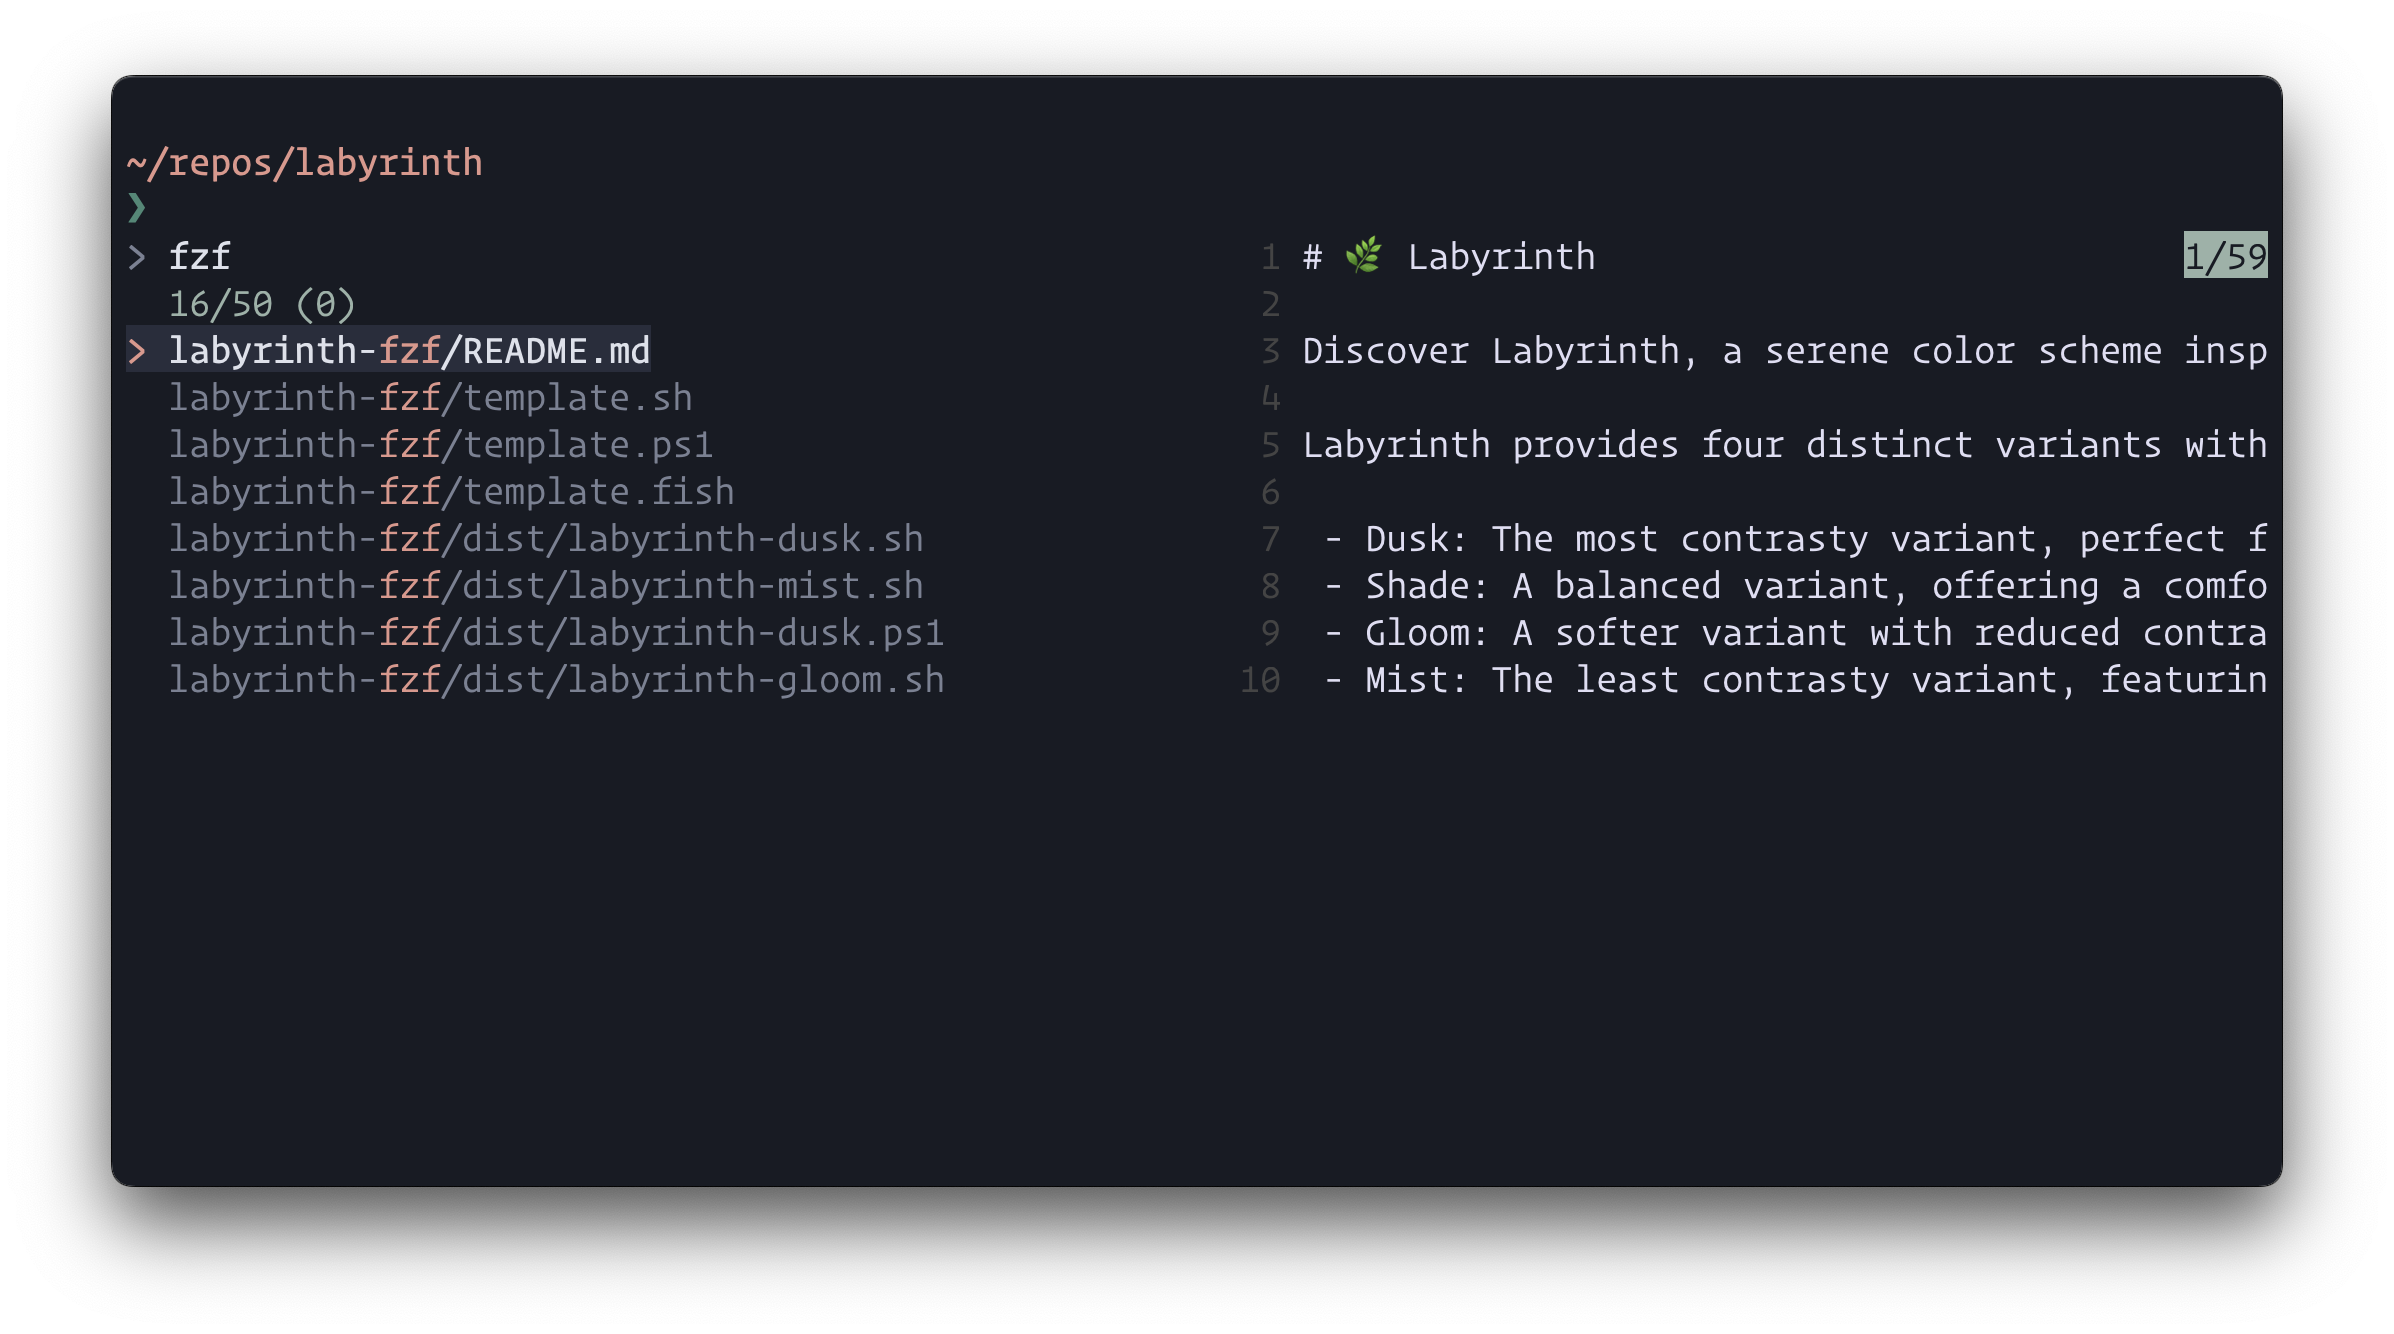 ~/repos/labyrinth
❯
> fzf
16/50 (0)
> labyrinth-fzf/README.md
labyrinth-fzf/template.sh
labyrinth-fzf/template.ps1
labyrinth-fzf/template.fish
labyrinth-fzf/dist/labyrinth-dusk.sh
labyrinth-fzf/dist/labyrinth-mist.sh
labyrinth-fzf/dist/labyrinth-dusk.ps1
labyrinth-fzf/dist/labyrinth-gloom.sh
1 # 🌿 Labyrinth 1/59
2
3 Discover Labyrinth, a serene color scheme insp
4
5 Labyrinth provides four distinct variants with
6
7 - Dusk: The most contrasty variant, perfect f
8 - Shade: A balanced variant, offering a comfo
9 - Gloom: A softer variant with reduced contra
10 - Mist: The least contrasty variant, featurin